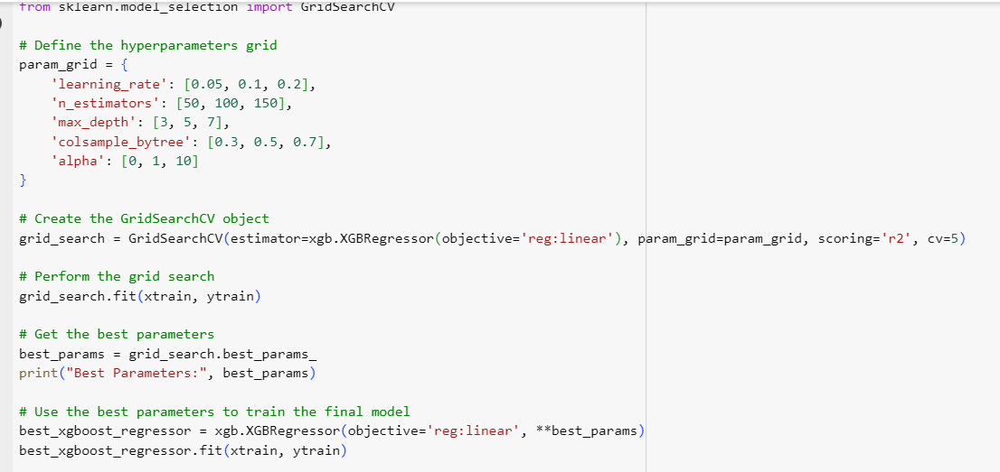 from sklearn.model_selection import GridSearchCV
# Define the hyperparameters grid
param_grid = {
    'learning_rate': [0.05, 0.1, 0.2],
    'n_estimators': [50, 100, 150],
    'max_depth': [3, 5, 7],
    'colsample_bytree': [0.3, 0.5, 0.7],
    'alpha': [0, 1, 10]
}
# Create the GridSearchCV object
grid_search = GridSearchCV(estimator=xgb.XGBRegressor(objective='reg:linear'), param_grid=param_grid, scoring='r2', cv=5)
# Perform the grid search
grid_search.fit(xtrain, ytrain)
# Get the best parameters
best_params = grid_search.best_params_
print("Best Parameters:", best_params)
# Use the best parameters to train the final model
best_xgboost_regressor = xgb.XGBRegressor(objective='reg:linear', **best_params)
best_xgboost_regressor.fit(xtrain, ytrain)